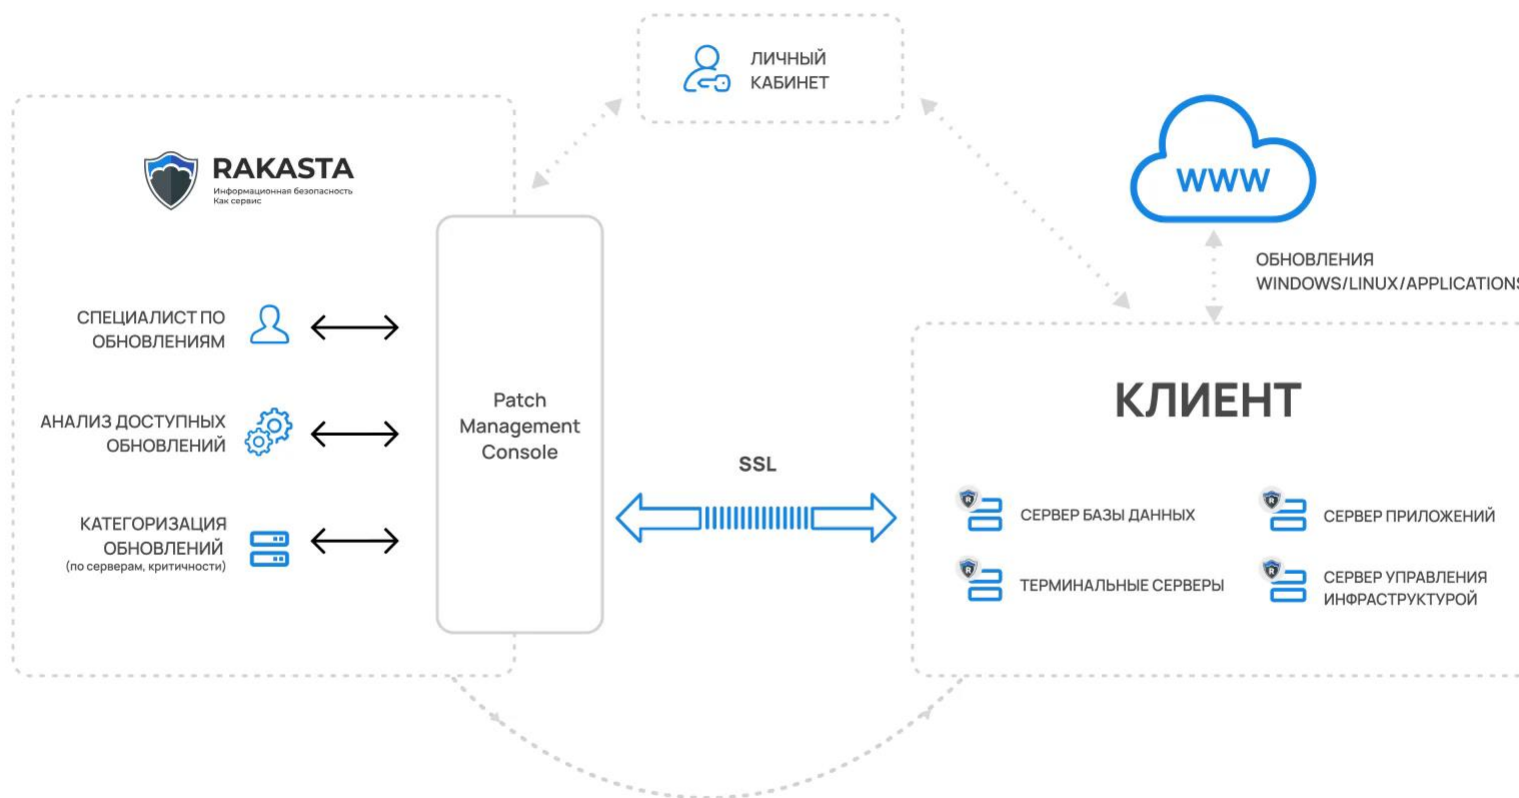 ЛИЧНЫЙ
КАБИНЕТ
RAKASTA
Информационная безопасность
Как сервис
WWW
ОБНОВЛЕНИЯ
WINDOWS/LINUX/APPLICATIONS
СПЕЦИАЛИСТ ПО
ОБНОВЛЕНИЯМ
АНАЛИЗ ДОСТУПНЫХ
ОБНОВЛЕНИЙ
КАТЕГОРИЗАЦИЯ
ОБНОВЛЕНИЙ
(по серверам, критичности)
Patch
Management
Console
SSL
КЛИЕНТ
R
СЕРВЕР БАЗЫ ДАННЫХ
R
СЕРВЕР ПРИЛОЖЕНИЙ
R
ТЕРМИНАЛЬНЫЕ СЕРВЕРЫ
R
СЕРВЕР УПРАВЛЕНИЯ
ИНФРАСТРУКТУРОЙ